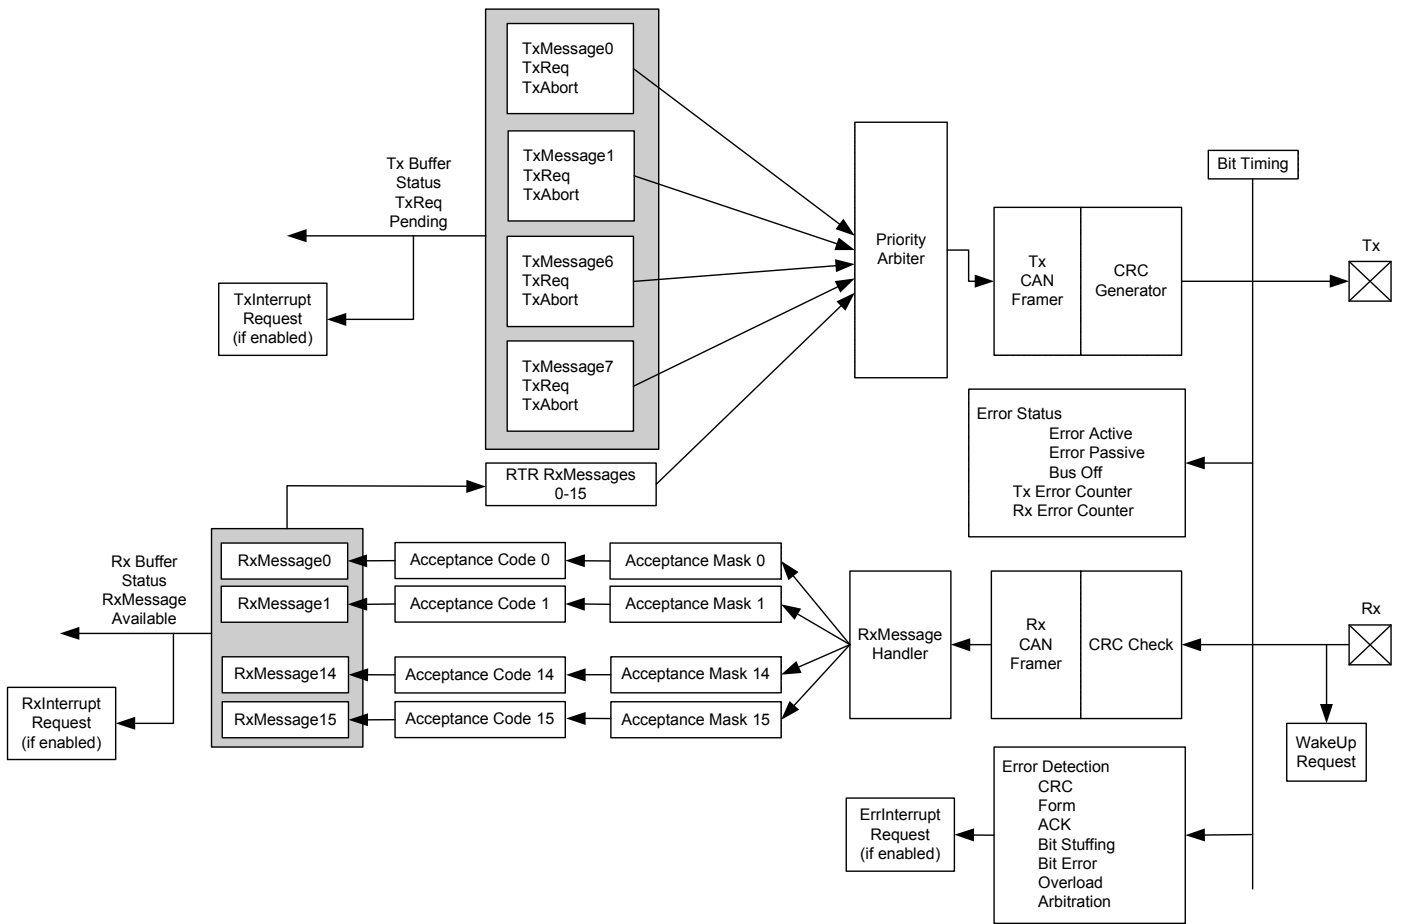 TxMessage0
TxReq
TxAbort
TxMessage1
TxReq
TxAbort
TxMessage6
TxReq
TxAbort
TxMessage7
TxReq
TxAbort
Tx Buffer
Status
TxReq
Pending
TxInterrupt
Request
(if enabled)
Priority
Arbiter
Tx
CAN
Framer
CRC
Generator
Bit Timing
Tx
RTR RxMessages
0-15
Error Status
Error Active
Error Passive
Bus Off
Tx Error Counter
Rx Error Counter
Rx Buffer
Status
RxMessage
Available
RxInterrupt
Request
(if enabled)
RxMessage0
Acceptance Code 0
Acceptance Mask 0
RxMessage1
Acceptance Code 1
Acceptance Mask 1
RxMessage14
Acceptance Code 14
Acceptance Mask 14
RxMessage15
Acceptance Code 15
Acceptance Mask 15
RxMessage
Handler
Rx
CAN
Framer
CRC Check
Rx
WakeUp
Request
ErrInterrupt
Request
(if enabled)
Error Detection
CRC
Form
ACK
Bit Stuffing
Bit Error
Overload
Arbitration